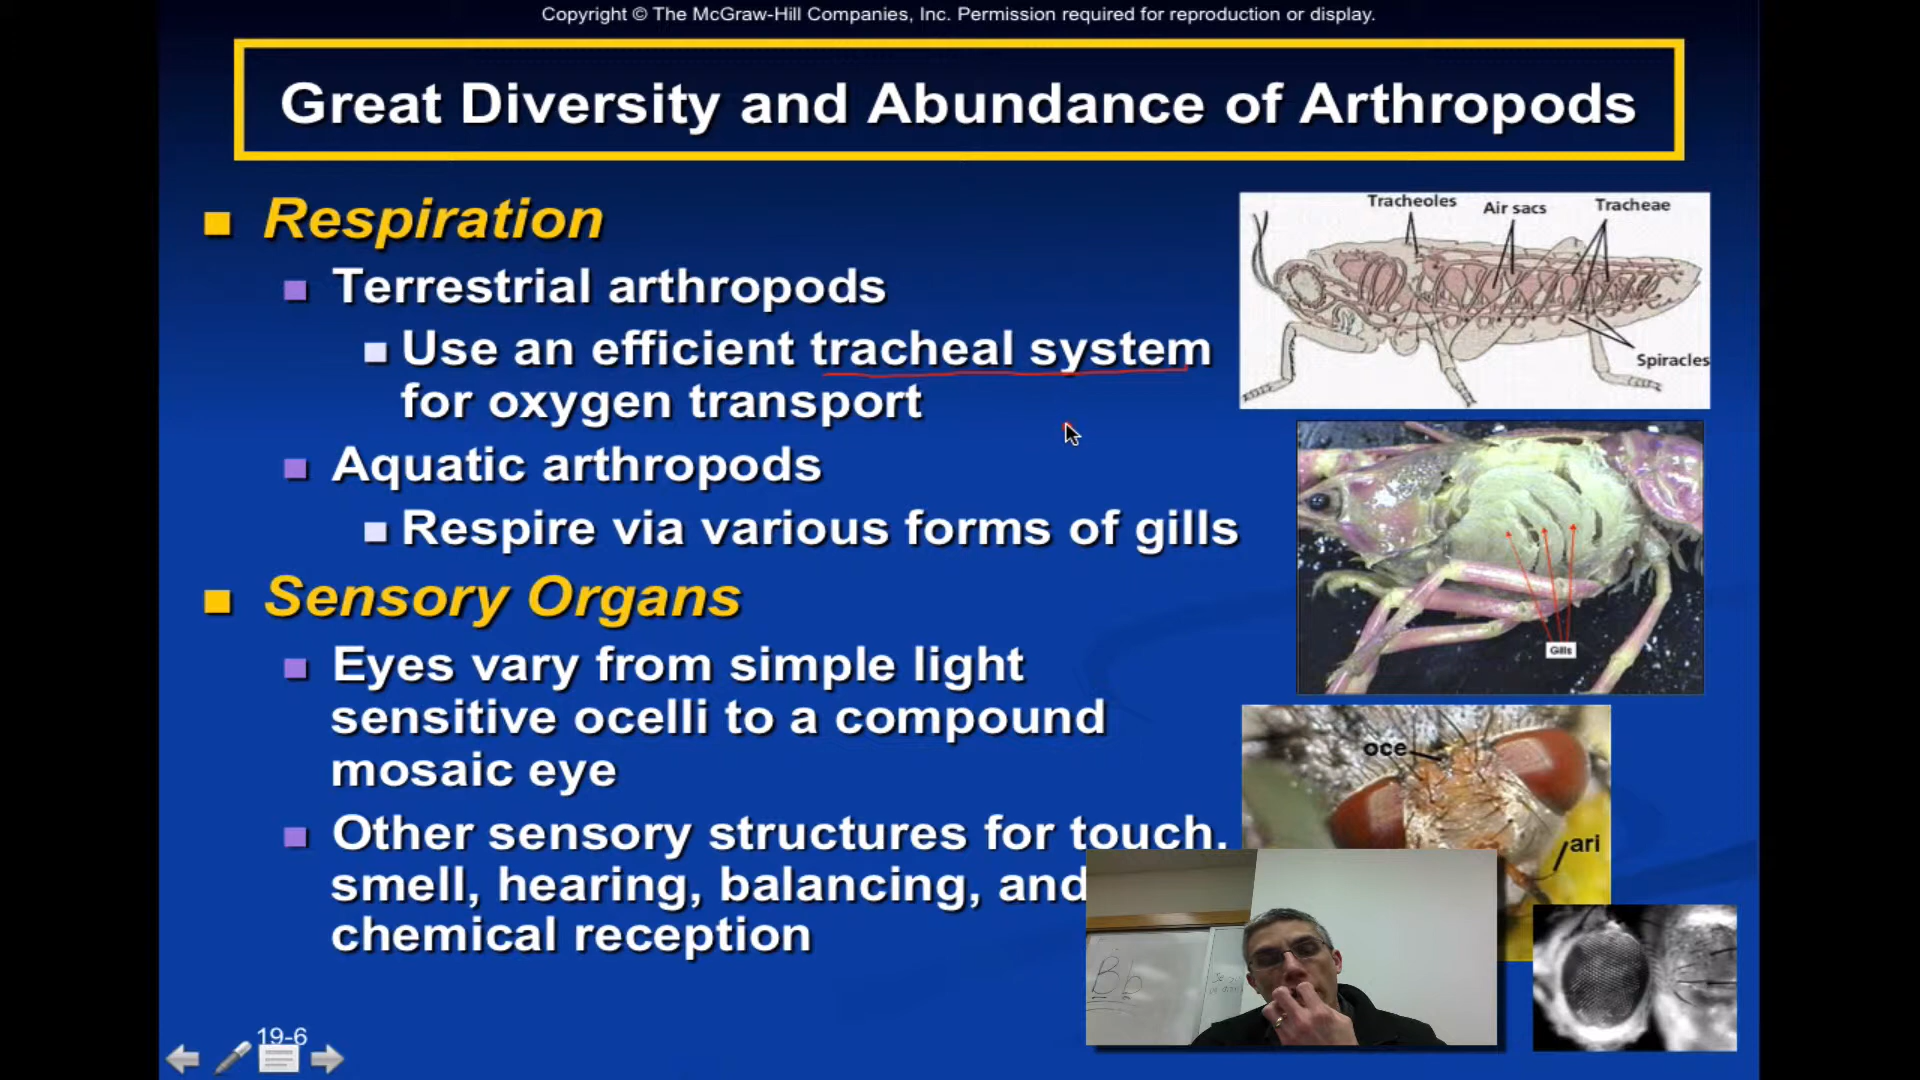 Copyright © The McGraw-Hill Companies, Inc. Permission required for reproduction or display.
Great Diversity and Abundance of Arthropods
Respiration
Terrestrial arthropods
Use an efficient tracheal system
for oxygen transport
Aquatic arthropods
Respire via various forms of gills
Sensory Organs
Eyes vary from simple light
sensitive ocelli to a compound
mosaic eye
Other sensory structures for touch,
smell, hearing, balancing, and
chemical reception
19-6
Tracheoles
Air sacs
Tracheae
Spiracles
Gills
oce
ari
B b